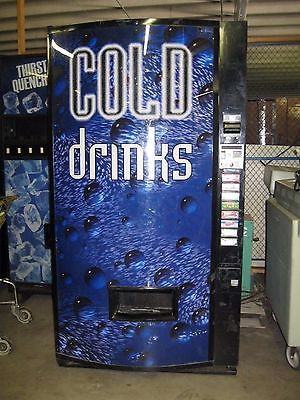 COLD
drinks
THIRST
QUENCH